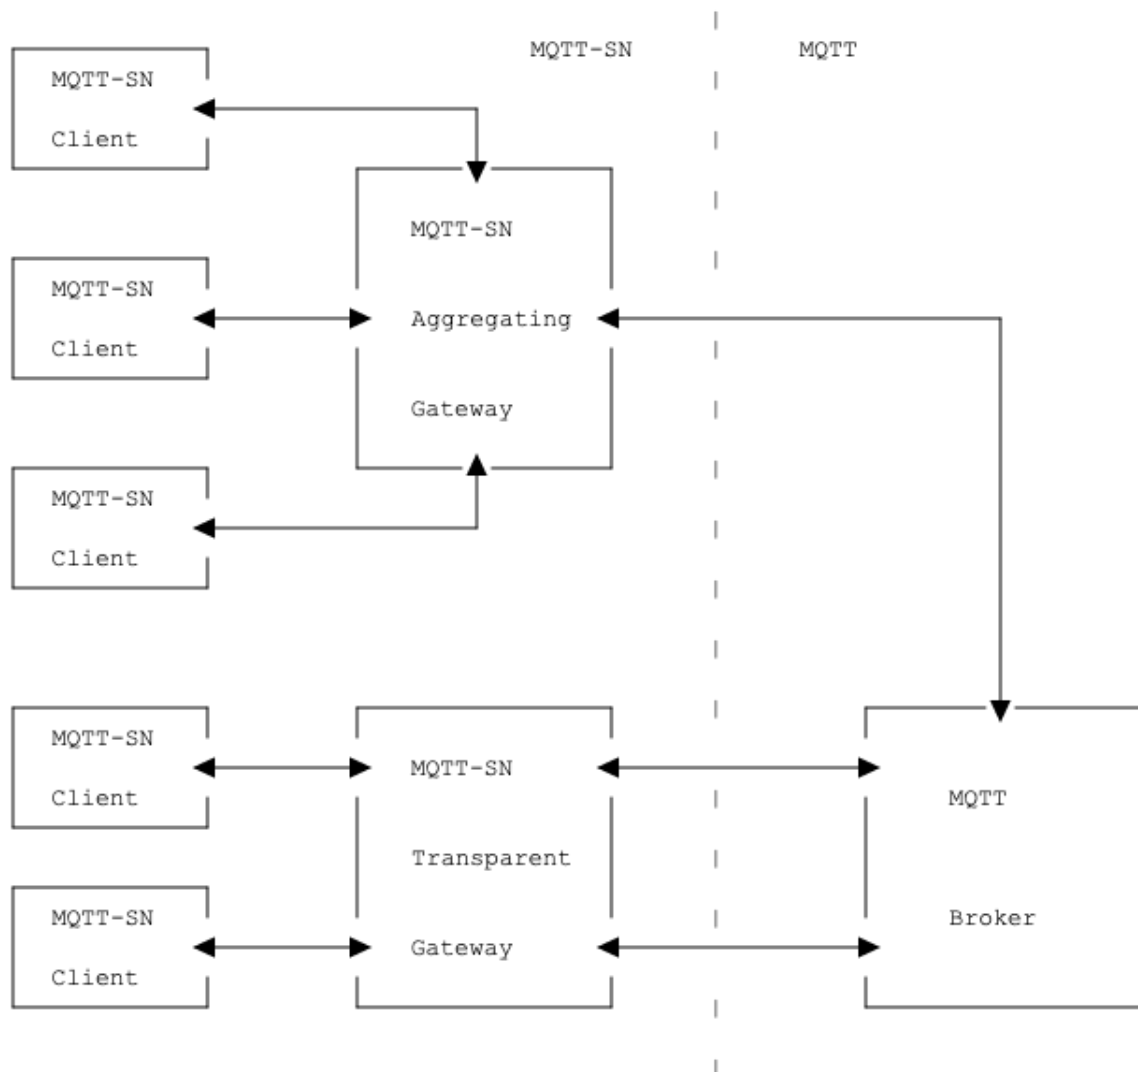 MQTT-SN
MQTT
MQTT-SN
Client
MQTT-SN
Aggregating
Gateway
MQTT-SN
Client
MQTT-SN
Client
MQTT-SN
Client
MQTT-SN
Transparent
Gateway
MQTT
Broker
MQTT-SN
Client